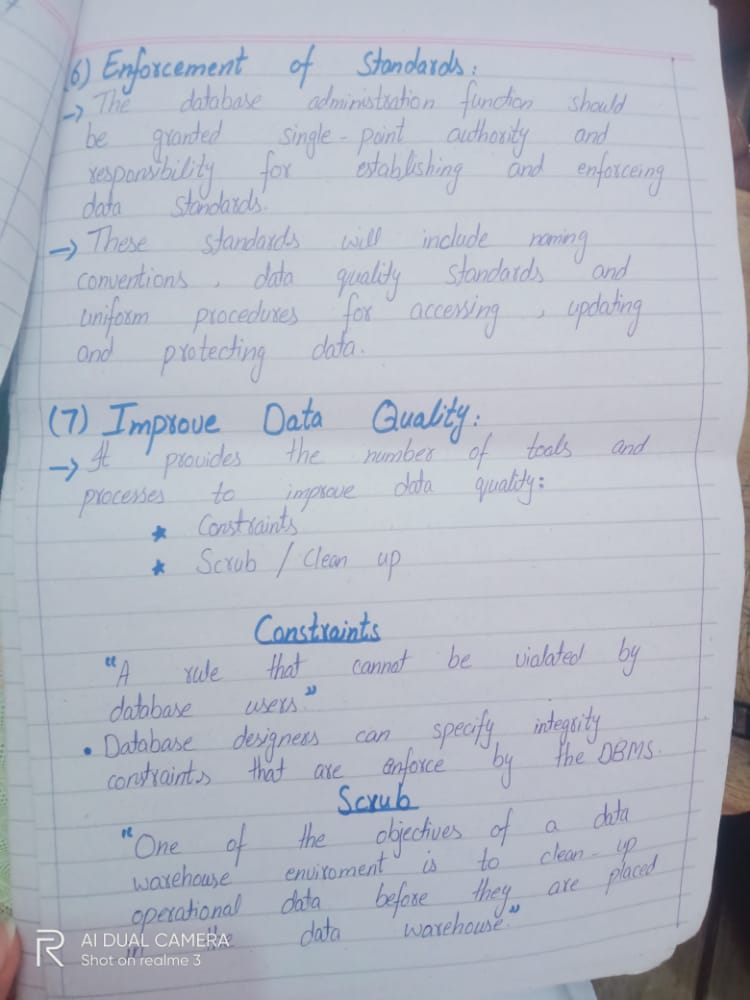 (6) Enforcement of Standards:
→ The database administration function should
be granted single-point authority and
responsibility for establishing and enforceing
data standards.
→ These standards will include naming
conventions, data quality standards and
uniform procedures for accessing, updating
and protecting data.
(7) Improve Data Quality:
→ It provides the number of tools and
processes to improve data quality:
★ Constraints
★ Scrub / Clean up
Constraints
"A rule that cannot be violated by
database users"
• Database designers can specify integrity
constraints that are enforce by the DBMS.
Scrub
"One of the objectives of a data
warehouse enviroment is to clean-up
operational data before they are placed
in the data warehouse."
R AI DUAL CAMERA
Shot on realme 3